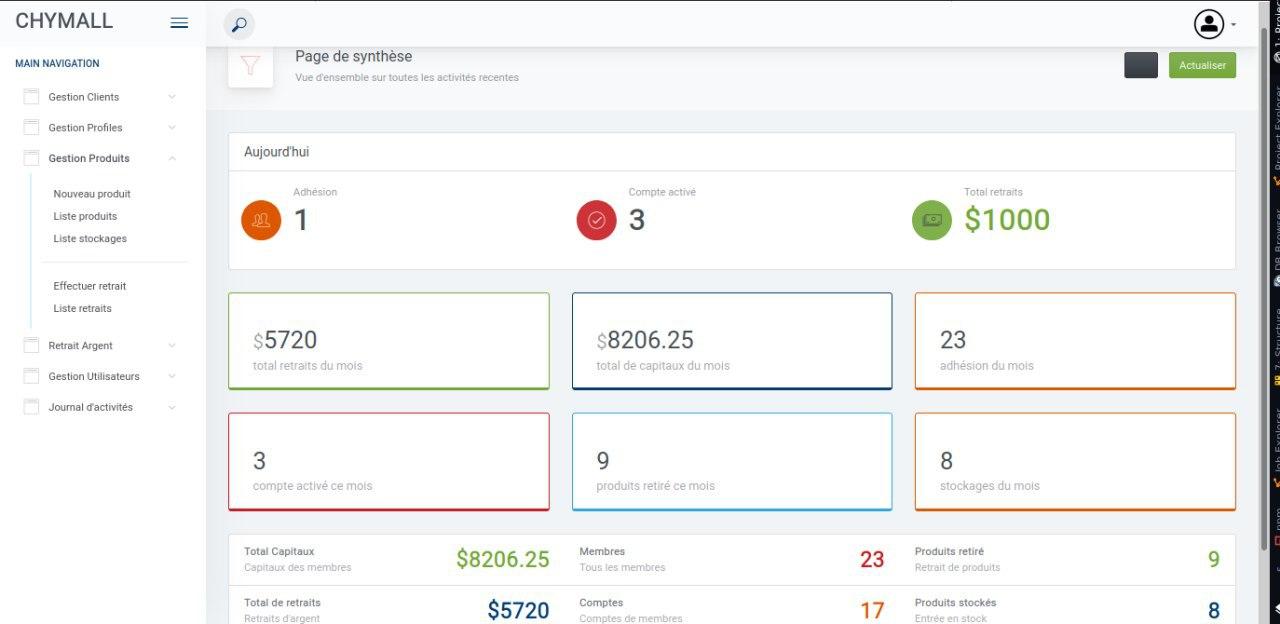 CHYMALL
MAIN NAVIGATION
Gestion Clients
Gestion Profiles
Gestion Produits
Nouveau produit
Liste produits
Liste stockages
Effectuer retrait
Liste retraits
Retrait Argent
Gestion Utilisateurs
Journal d'activités
Page de synthèse
Vue d'ensemble sur toutes les activités recentes
Actualiser
Aujourd'hui
Adhésion
1
Compte activé
3
Total retraits
$1000
$5720
total retraits du mois
$8206.25
total de capitaux du mois
23
adhésion du mois
3
compte activé ce mois
9
produits retiré ce mois
8
stockages du mois
Total Capitaux
Capitaux des membres
$8206.25
Membres
Tous les membres
23
Produits retiré
Retrait de produits
9
Total de retraits
Retraits d'argent
$5720
Comptes
Comptes de membres
17
Produits stockés
Entrée en stock
8
Project Explorer
DB Browser
7: Structure
Job Explorer
npm